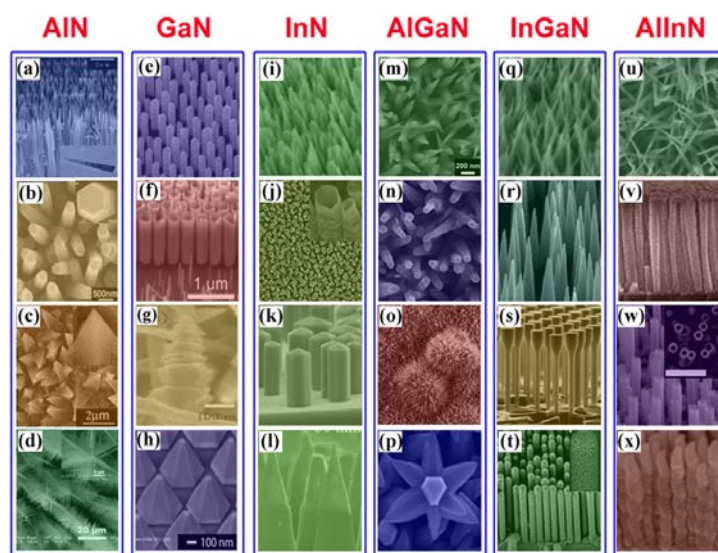 AlN GaN InN AlGaN InGaN AlInN
(a) (e) (i) (m) (q) (u)
200 nm
(b) (f) (j) (n) (r) (v)
500nm 1 μm
(c) (g) (k) (o) (s) (w)
2μm
(d) (h) (l) (p) (t) (x)
20 μm 100 nm